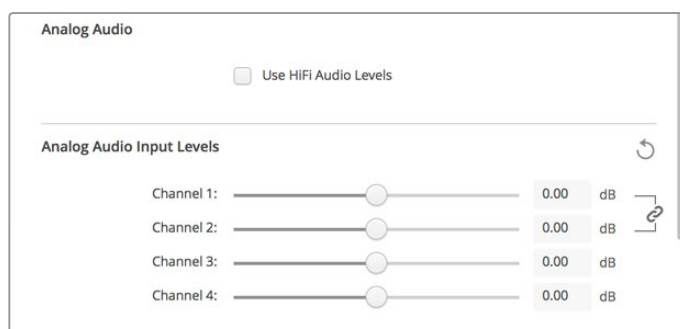 Analog Audio
Use HiFi Audio Levels
Analog Audio Input Levels
Channel 1: 0.00 dB
Channel 2: 0.00 dB
Channel 3: 0.00 dB
Channel 4: 0.00 dB